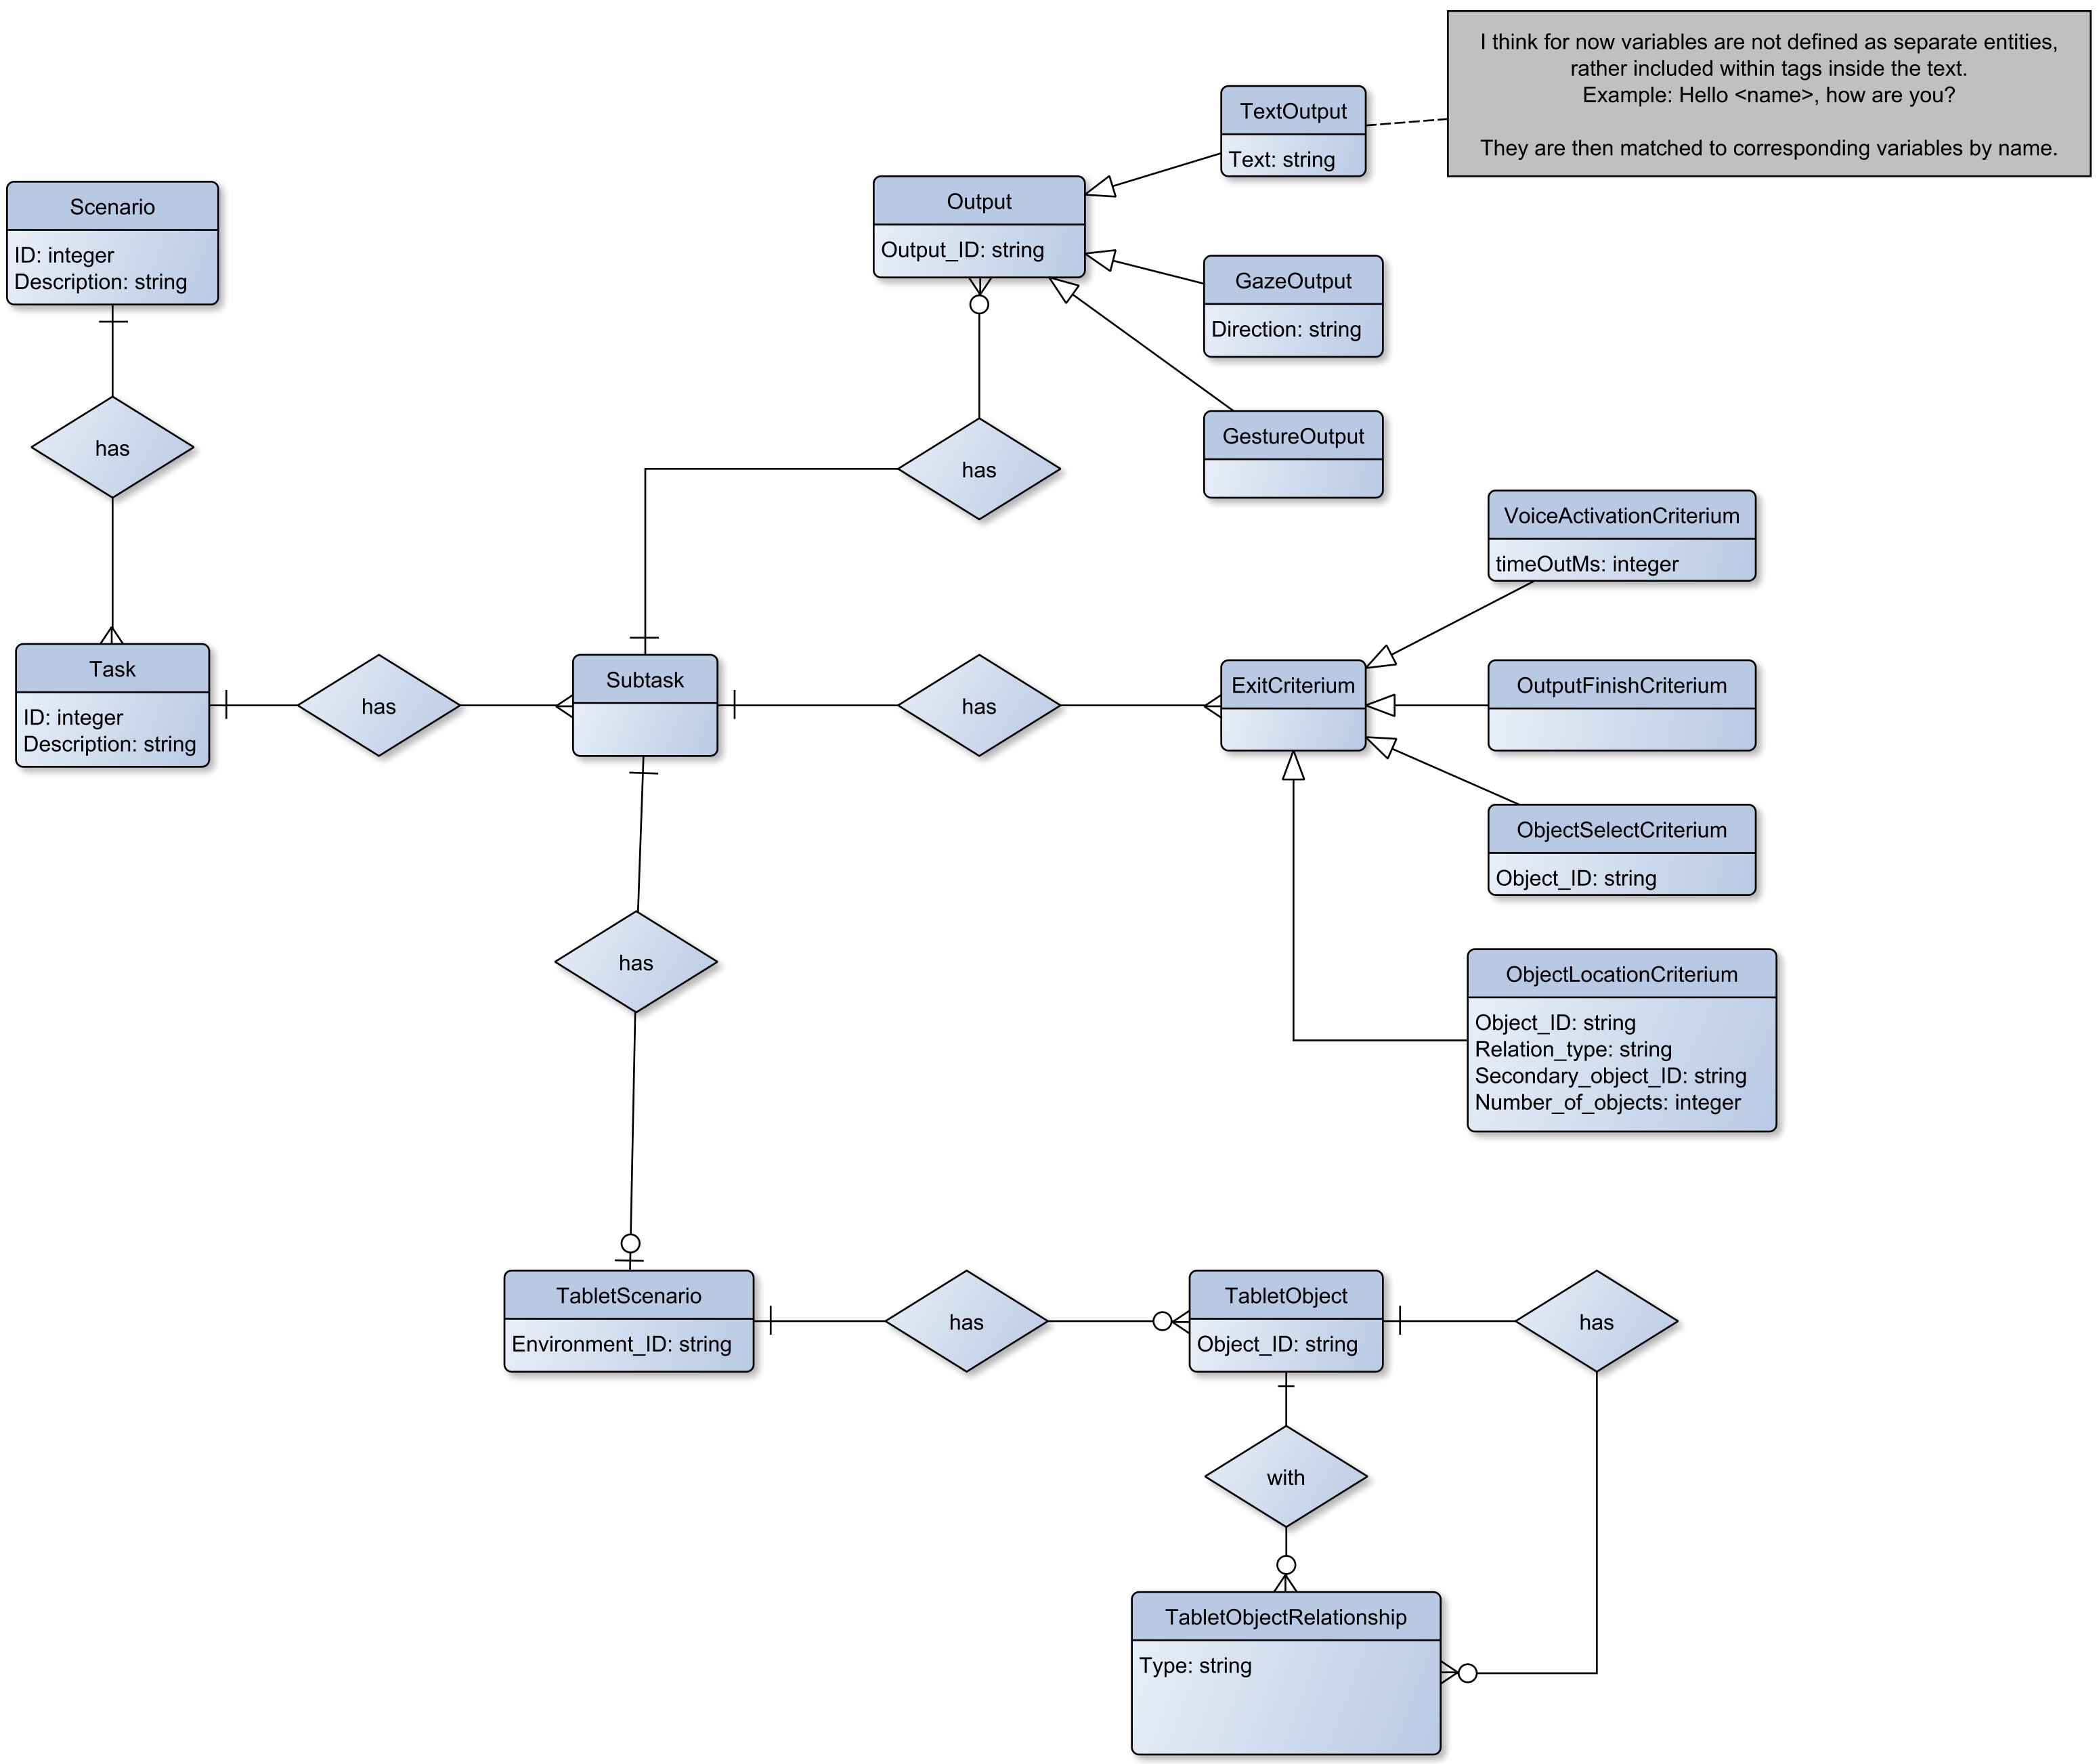 I think for now variables are not defined as separate entities,
rather included within tags inside the text.
Example: Hello <name>, how are you?
They are then matched to corresponding variables by name.
TextOutput
Text: string
Scenario
ID: integer
Description: string
Output
Output_ID: string
GazeOutput
Direction: string
has
GestureOutput
has
VoiceActivationCriterium
timeOutMs: integer
Task
ID: integer
Description: string
has
Subtask
has
ExitCriterium
OutputFinishCriterium
ObjectSelectCriterium
Object_ID: string
has
ObjectLocationCriterium
Object_ID: string
Relation_type: string
Secondary_object_ID: string
Number_of_objects: integer
TabletScenario
Environment_ID: string
has
TabletObject
Object_ID: string
has
with
TabletObjectRelationship
Type: string